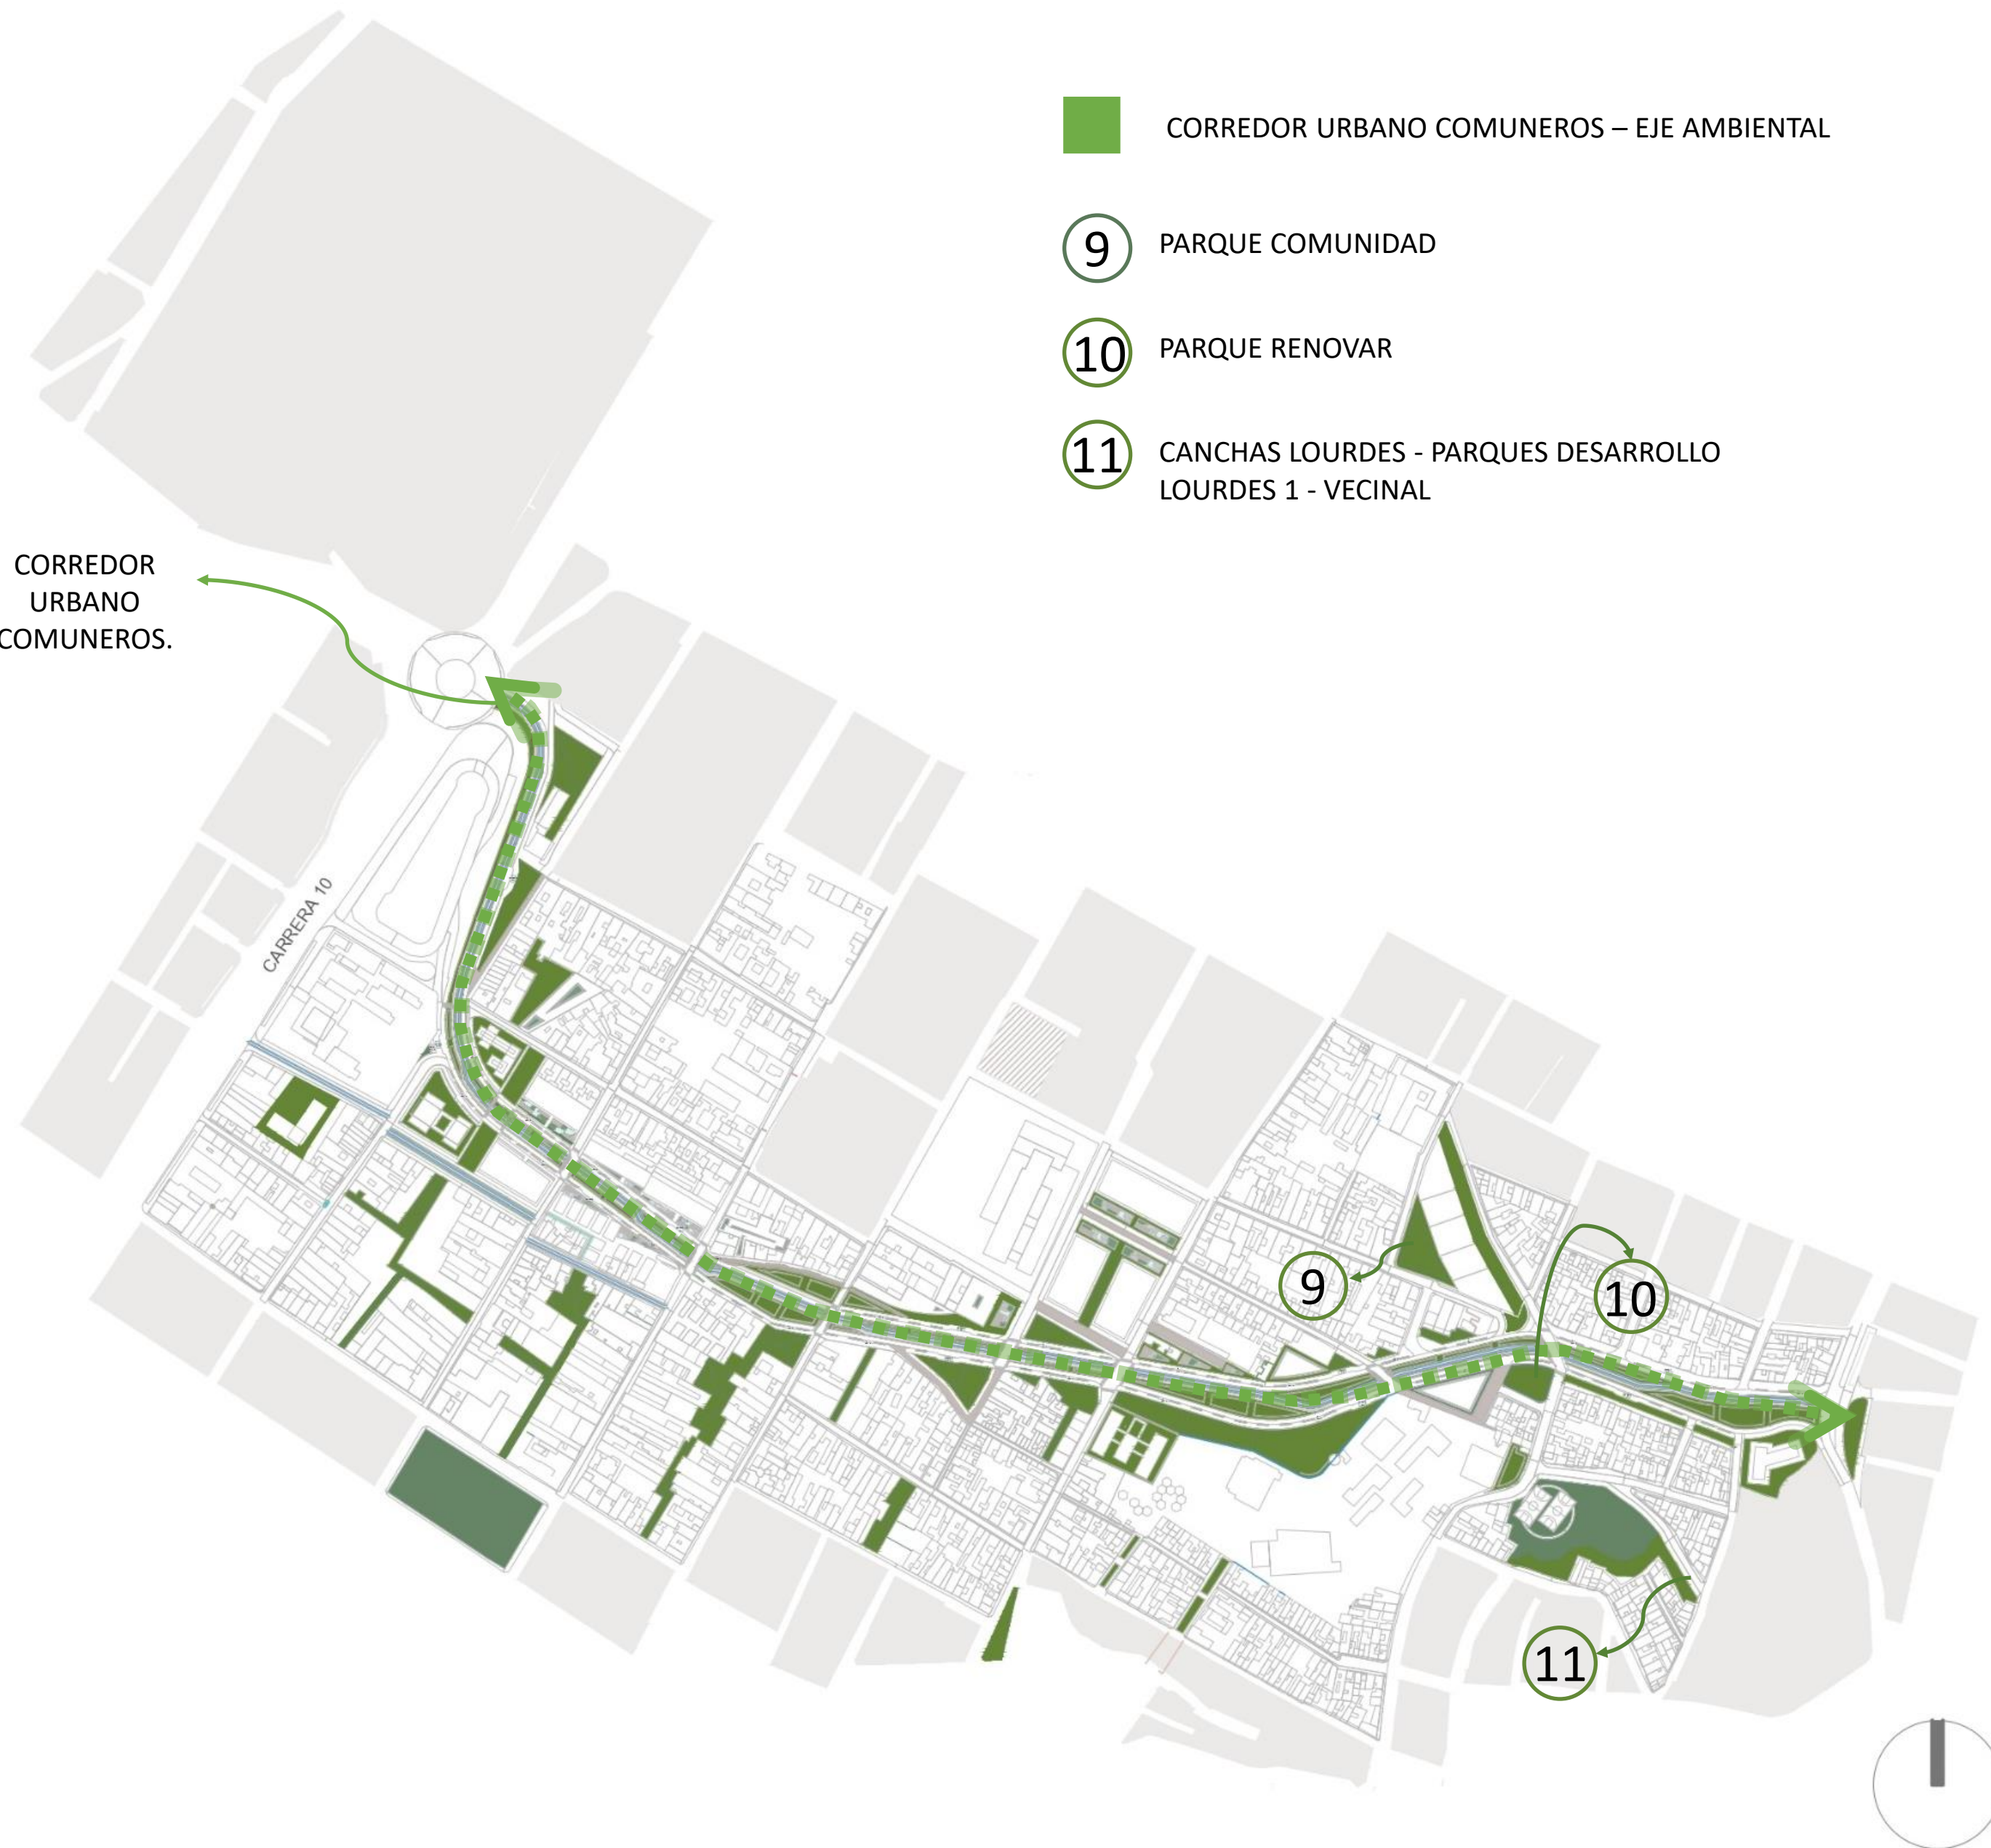 CORREDOR URBANO COMUNEROS – EJE AMBIENTAL
9
PARQUE COMUNIDAD
10
PARQUE RENOVAR
11
CANCHAS LOURDES - PARQUES DESARROLLO
LOURDES 1 - VECINAL
CORREDOR
URBANO
COMUNEROS.
CARRERA 10
9
10
11